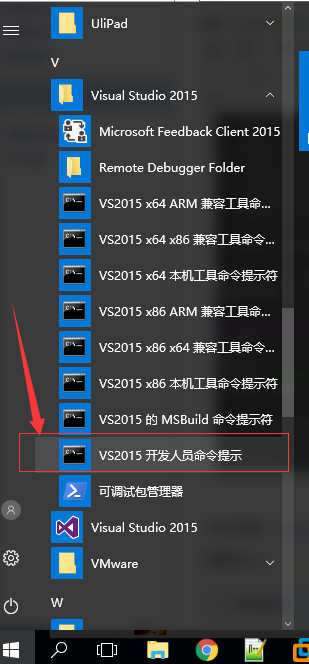 UliPad
V
Visual Studio 2015
Microsoft Feedback Client 2015
Remote Debugger Folder
VS2015 x64 ARM 兼容工具命...
VS2015 x64 x86 兼容工具命令...
VS2015 x64 本机工具命令提示符
VS2015 x86 ARM 兼容工具命...
VS2015 x86 x64 兼容工具命令...
VS2015 x86 本机工具命令提示符
VS2015 的 MSBuild 命令提示符
VS2015 开发人员命令提示
可调试包管理器
Visual Studio 2015
VMware
W